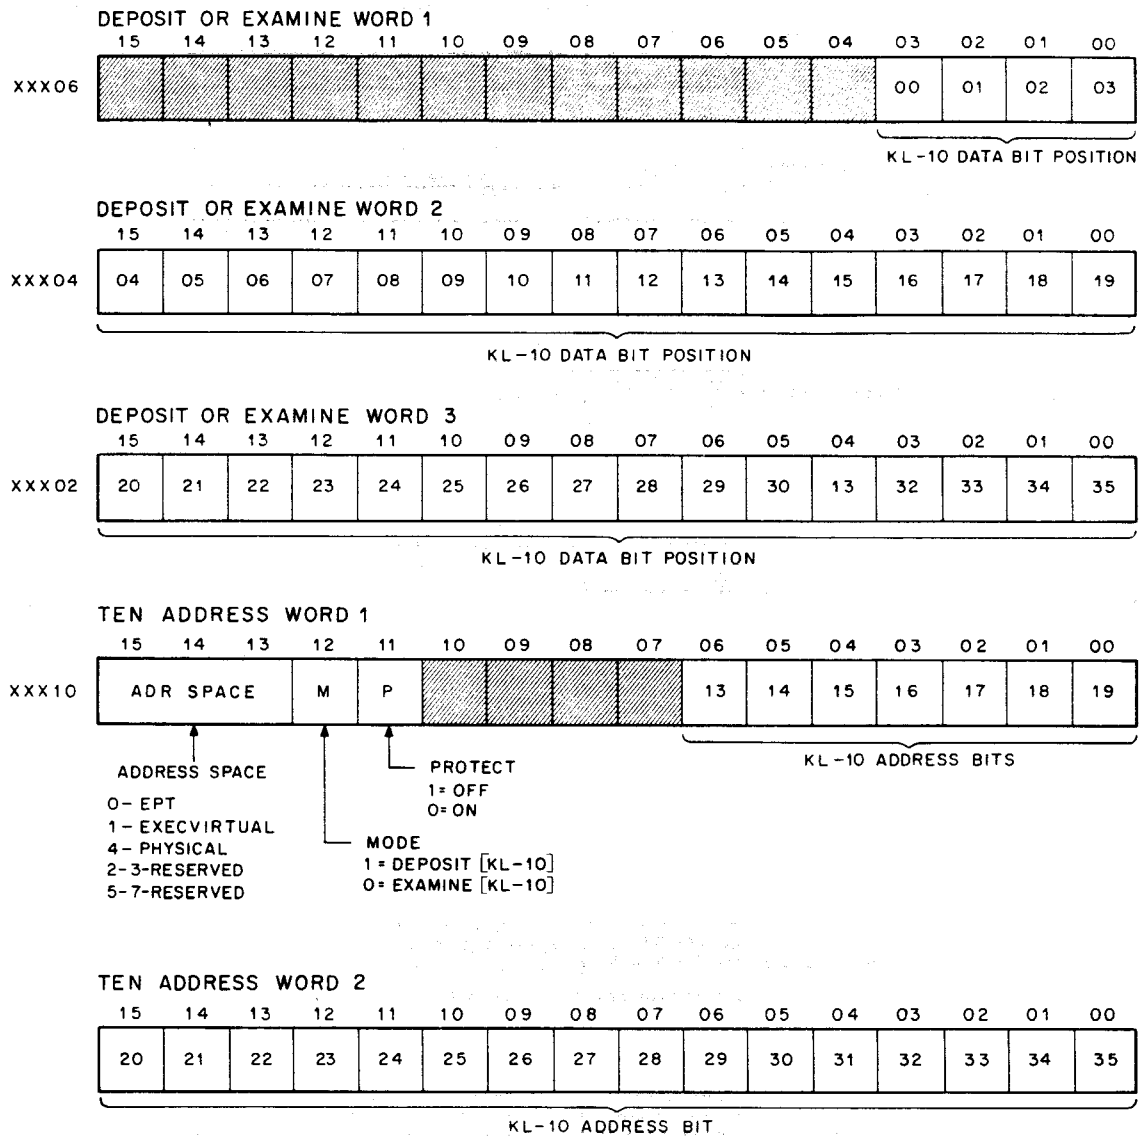 DEPOSIT OR EXAMINE WORD 1
15 14 13 12 11 10 09 08 07 06 05 04 03 02 01 00
XXX06 00 01 02 03
KL-10 DATA BIT POSITION
DEPOSIT OR EXAMINE WORD 2
15 14 13 12 11 10 09 08 07 06 05 04 03 02 01 00
XXX04 04 05 06 07 08 09 10 11 12 13 14 15 16 17 18 19
KL-10 DATA BIT POSITION
DEPOSIT OR EXAMINE WORD 3
15 14 13 12 11 10 09 08 07 06 05 04 03 02 01 00
XXX02 20 21 22 23 24 25 26 27 28 29 30 13 32 33 34 35
KL-10 DATA BIT POSITION
TEN ADDRESS WORD 1
15 14 13 12 11 10 09 08 07 06 05 04 03 02 01 00
XXX10 ADR SPACE M P 13 14 15 16 17 18 19
KL-10 ADDRESS BITS
ADDRESS SPACE
0- EPT
1- EXECVIRTUAL
4- PHYSICAL
2-3-RESERVED
5-7-RESERVED
PROTECT
1= OFF
0= ON
MODE
1= DEPOSIT [KL-10]
0= EXAMINE [KL-10]
TEN ADDRESS WORD 2
15 14 13 12 11 10 09 08 07 06 05 04 03 02 01 00
20 21 22 23 24 25 26 27 28 29 30 31 32 33 34 35
KL-10 ADDRESS BIT